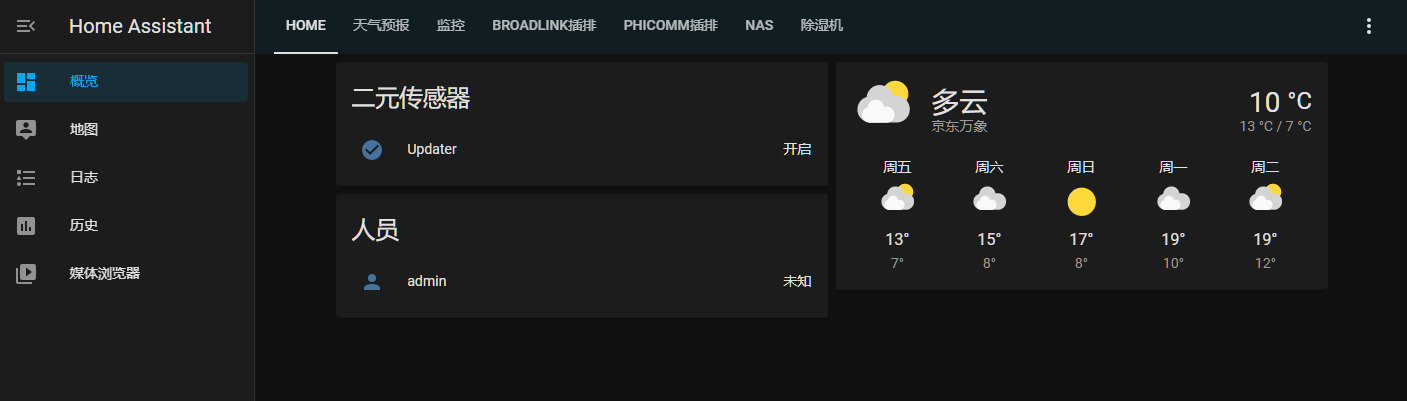 Home Assistant
概览
地图
日志
历史
媒体浏览器
HOME 天气预报 监控 BROADLINK插排 PHICOMM插排 NAS 除湿机
二元传感器
Updater 开启
人员
admin 未知
多云 10 °C
京东万象 13 °C / 7 °C
周五 周六 周日 周一 周二
13° 15° 17° 19° 19°
7° 8° 8° 10° 12°